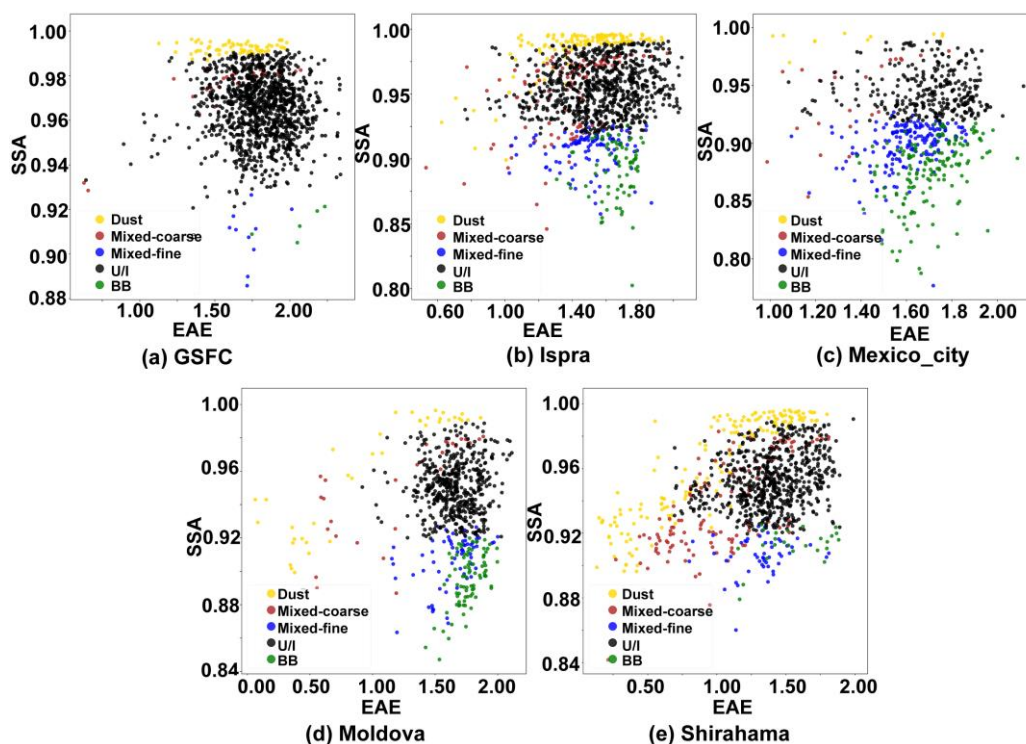 1.00
0.98
0.96
0.94
0.92
0.90
0.88
SSA
Dust
Mixed-coarse
Mixed-fine
U/I
BB
1.00 1.50 2.00
EAE
(a) GSFC
1.00
0.95
0.90
0.85
0.80
SSA
Dust
Mixed-coarse
Mixed-fine
U/I
BB
0.60 1.00 1.40 1.80
EAE
(b) Ispra
1.00
0.95
0.90
0.85
0.80
SSA
Dust
Mixed-coarse
Mixed-fine
U/I
BB
1.00 1.20 1.40 1.60 1.80 2.00
EAE
(c) Mexico_city
1.00
0.96
0.92
0.88
0.84
SSA
Dust
Mixed-coarse
Mixed-fine
U/I
BB
0.00 0.50 1.00 1.50 2.00
EAE
(d) Moldova
1.00
0.96
0.92
0.88
0.84
SSA
Dust
Mixed-coarse
Mixed-fine
U/I
BB
0.50 1.00 1.50 2.00
EAE
(e) Shirahama